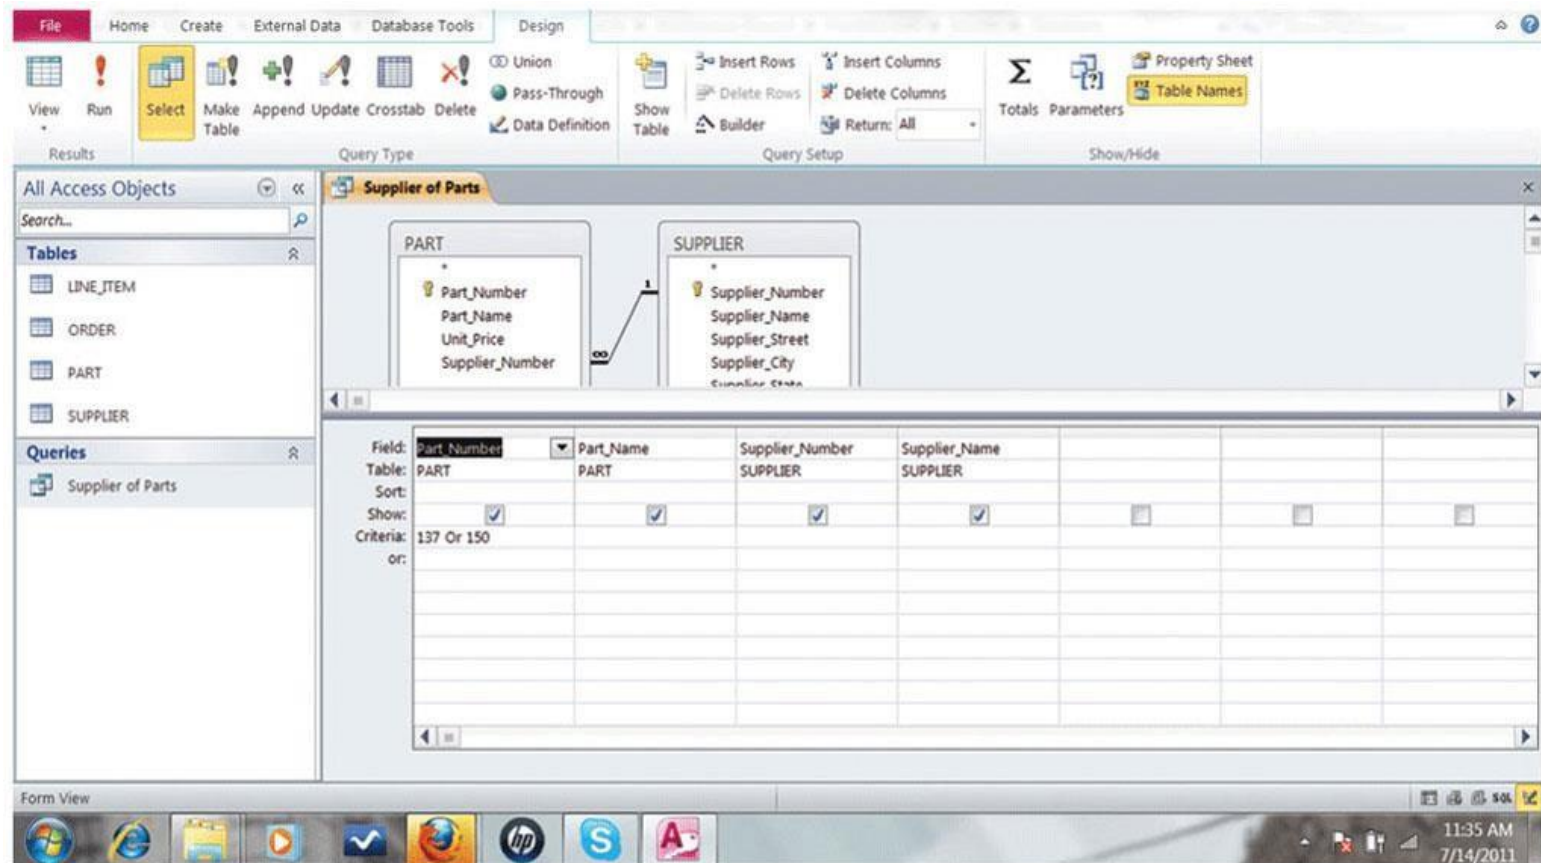 File Home Create External Data Database Tools Design
View Run Select Make Table Append Update Crosstab Delete
Union
Pass-Through
Data Definition
Show Table
Insert Rows
Delete Rows
Builder
Insert Columns
Delete Columns
Return: All
Totals Parameters
Property Sheet
Table Names
Results Query Type Query Setup Show/Hide
All Access Objects
Search...
Tables
LINE_ITEM
ORDER
PART
SUPPLIER
Queries
Supplier of Parts
Supplier of Parts
PART
*
Part_Number
Part_Name
Unit_Price
Supplier_Number
∞
1
SUPPLIER
*
Supplier_Number
Supplier_Name
Supplier_Street
Supplier_City
Supplier_State
Field: Part_Number Part_Name Supplier_Number Supplier_Name
Table: PART PART SUPPLIER SUPPLIER
Sort:
Show:
Criteria: 137 Or 150
or:
Form View
SQL
hp
S
A
11:35 AM
7/14/2011